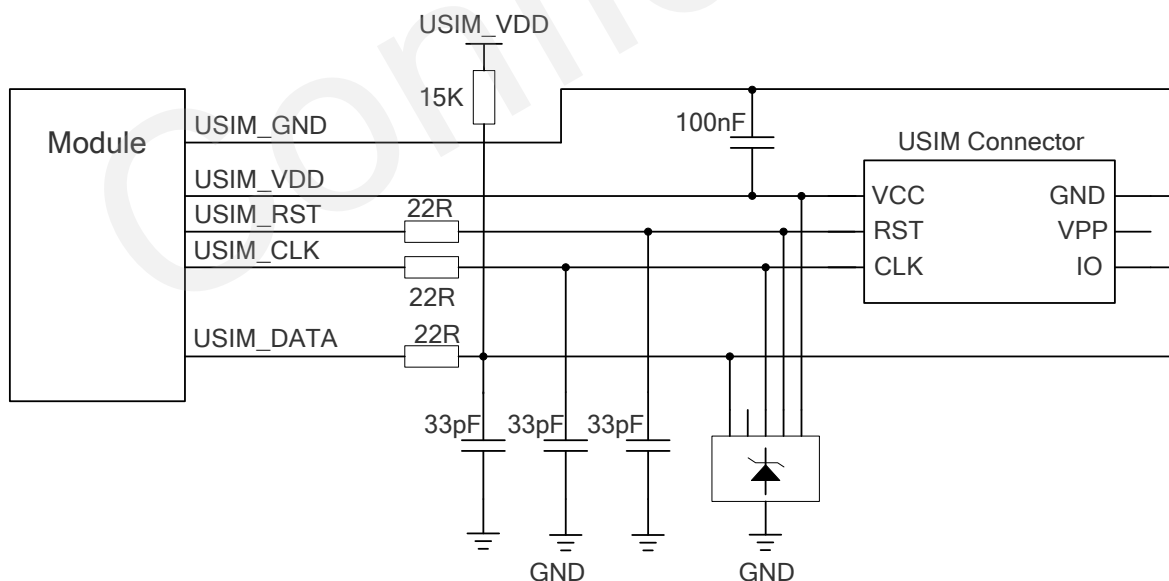 USIM_VDD
15K
Module
USIM_GND
100nF
USIM Connector
USIM_VDD
VCC
GND
USIM_RST
22R
RST
VPP
USIM_CLK
CLK
IO
22R
USIM_DATA
22R
33pF
33pF
33pF
GND
GND